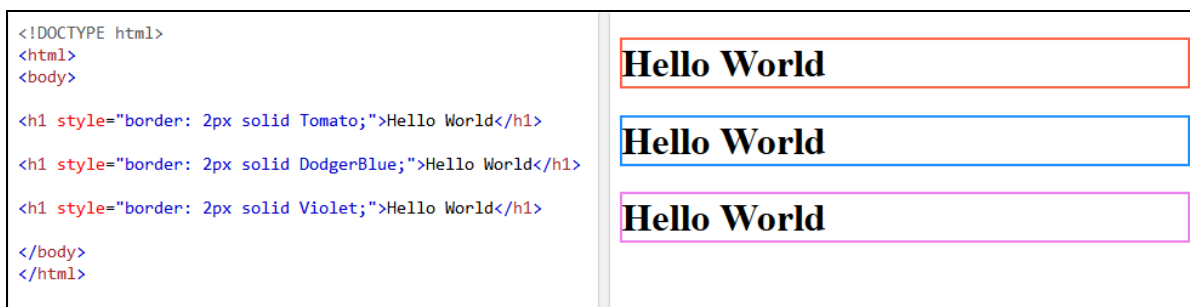 <!DOCTYPE html>
<html>
<body>
<h1 style="border: 2px solid Tomato;">Hello World</h1>
<h1 style="border: 2px solid DodgerBlue;">Hello World</h1>
<h1 style="border: 2px solid Violet;">Hello World</h1>
</body>
</html>
Hello World
Hello World
Hello World